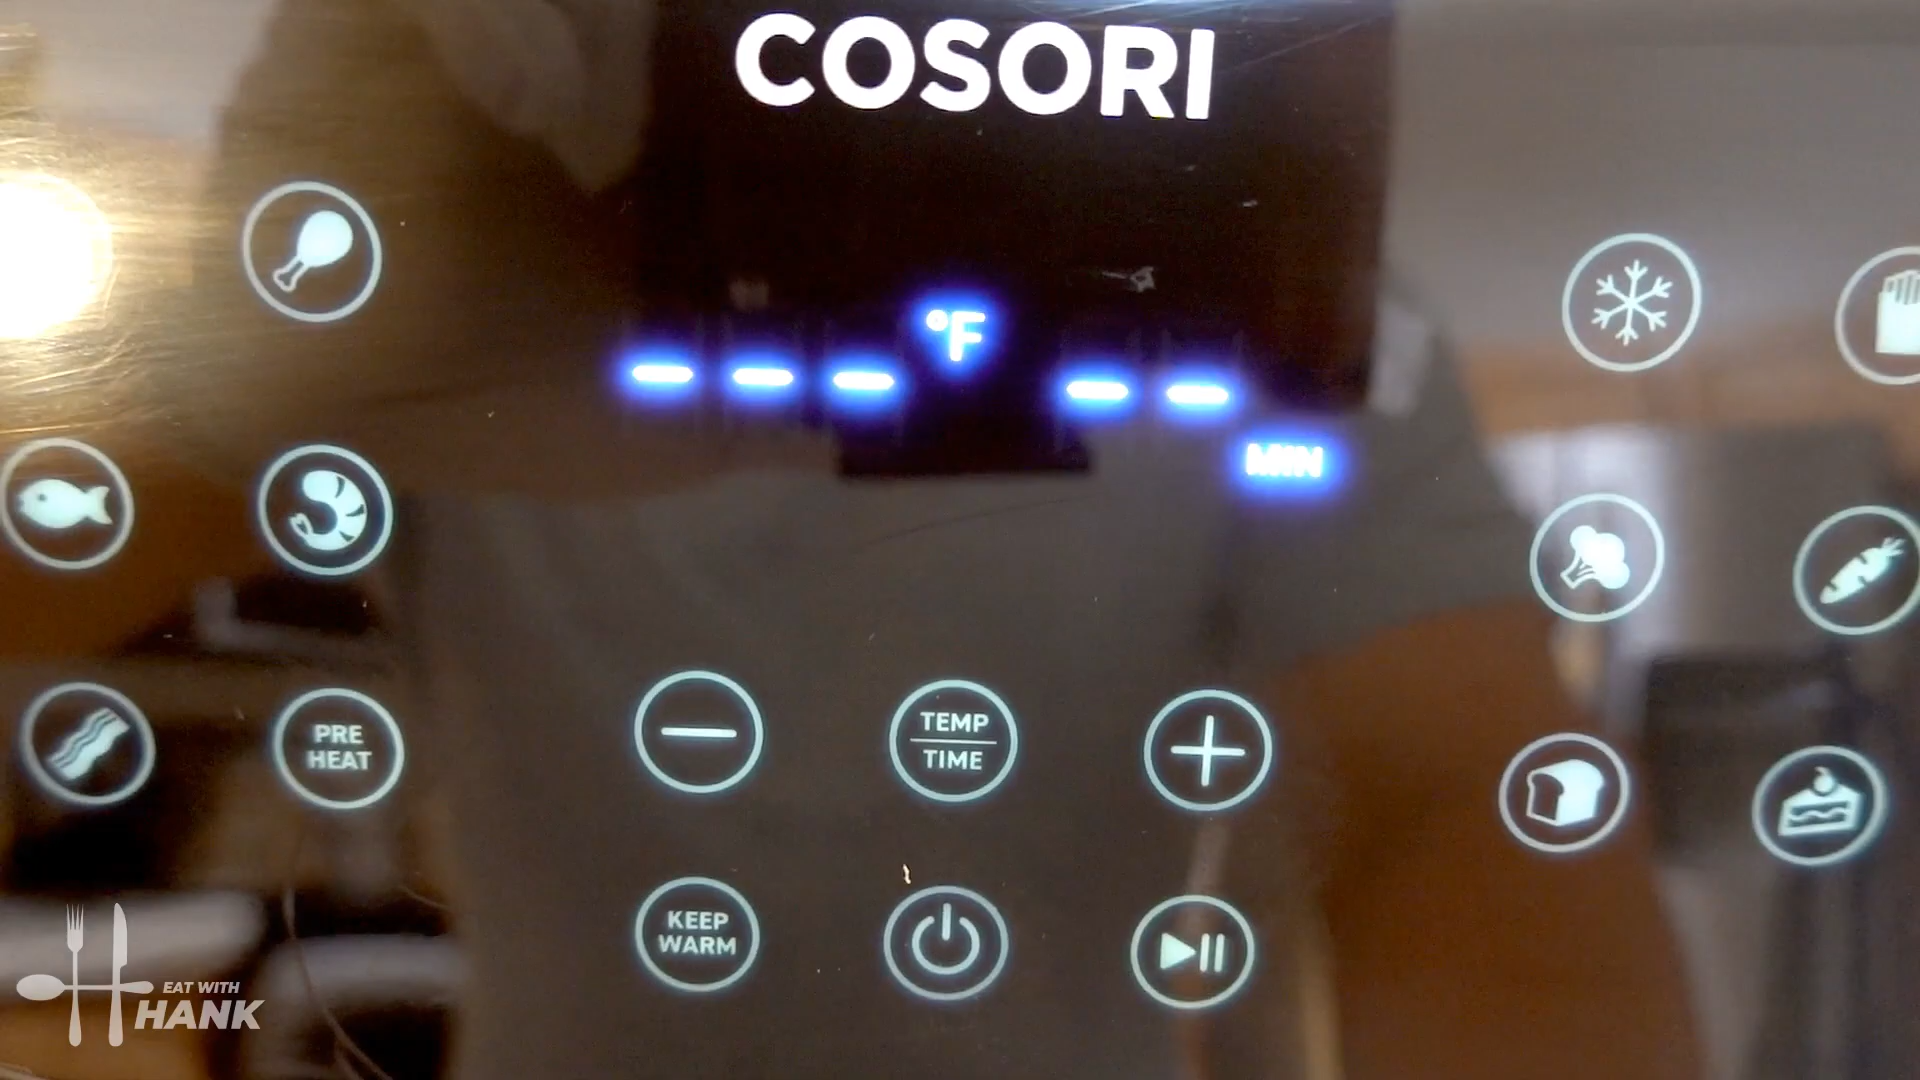 COSORI
°F
--- --
MIN
PRE
HEAT
TEMP
TIME
KEEP
WARM
EAT WITH
HANK